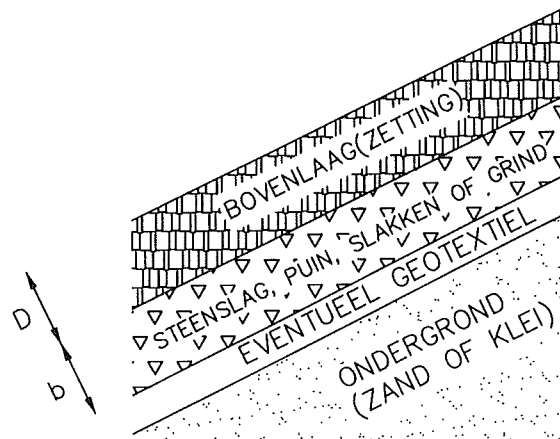 BOVENLAAG(ZETTING)
STEENSLAG, PUIN, SLAKKEN OF GRIND
EVENTUEEL GEOTEXTIEL
ONDERGROND
(ZAND OF KLEI)
D
b